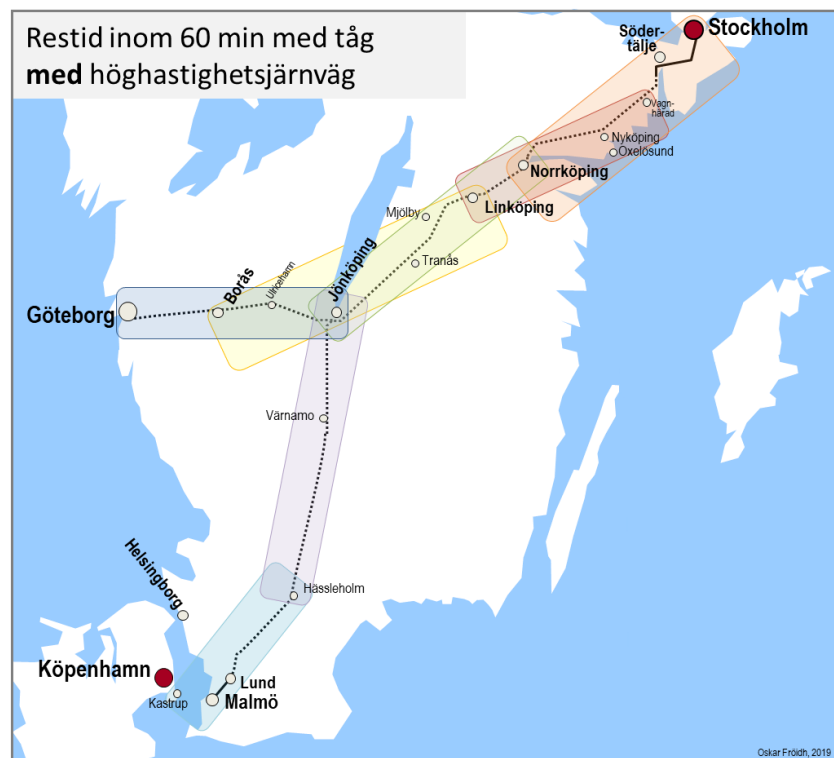 Restid inom 60 min med tåg
med höghastighetsjärnväg
Stockholm
Söder-
tälje
Vagn-
härad
Nyköping
Oxelösund
Norrköping
Linköping
Mjölby
Tranås
Jönköping
Ulricehamn
Borås
Göteborg
Värnamo
Hässleholm
Helsingborg
Köpenhamn
Kastrup
Lund
Malmö
Oskar Fröidh, 2019